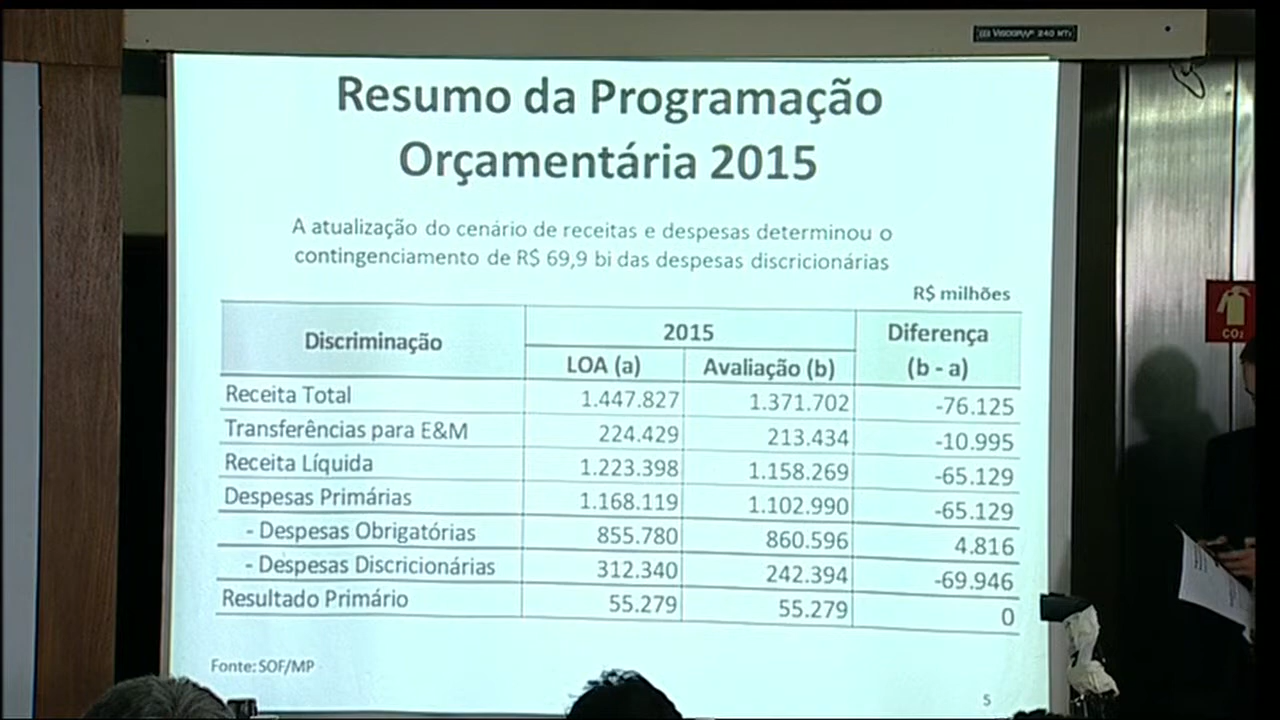 Resumo da Programação
Orçamentária 2015
A atualização do cenário de receitas e despesas determinou o
contingenciamento de R$ 69,9 bi das despesas discricionárias
R$ milhões
Discriminação 2015 Diferença
LOA (a) Avaliação (b) (b - a)
Receita Total 1.447.827 1.371.702 -76.125
Transferências para E&M 224.429 213.434 -10.995
Receita Líquida 1.223.398 1.158.269 -65.129
Despesas Primárias 1.168.119 1.102.990 -65.129
- Despesas Obrigatórias 855.780 860.596 4.816
- Despesas Discricionárias 312.340 242.394 -69.946
Resultado Primário 55.279 55.279 0
Fonte: SOF/MP
5
CO2